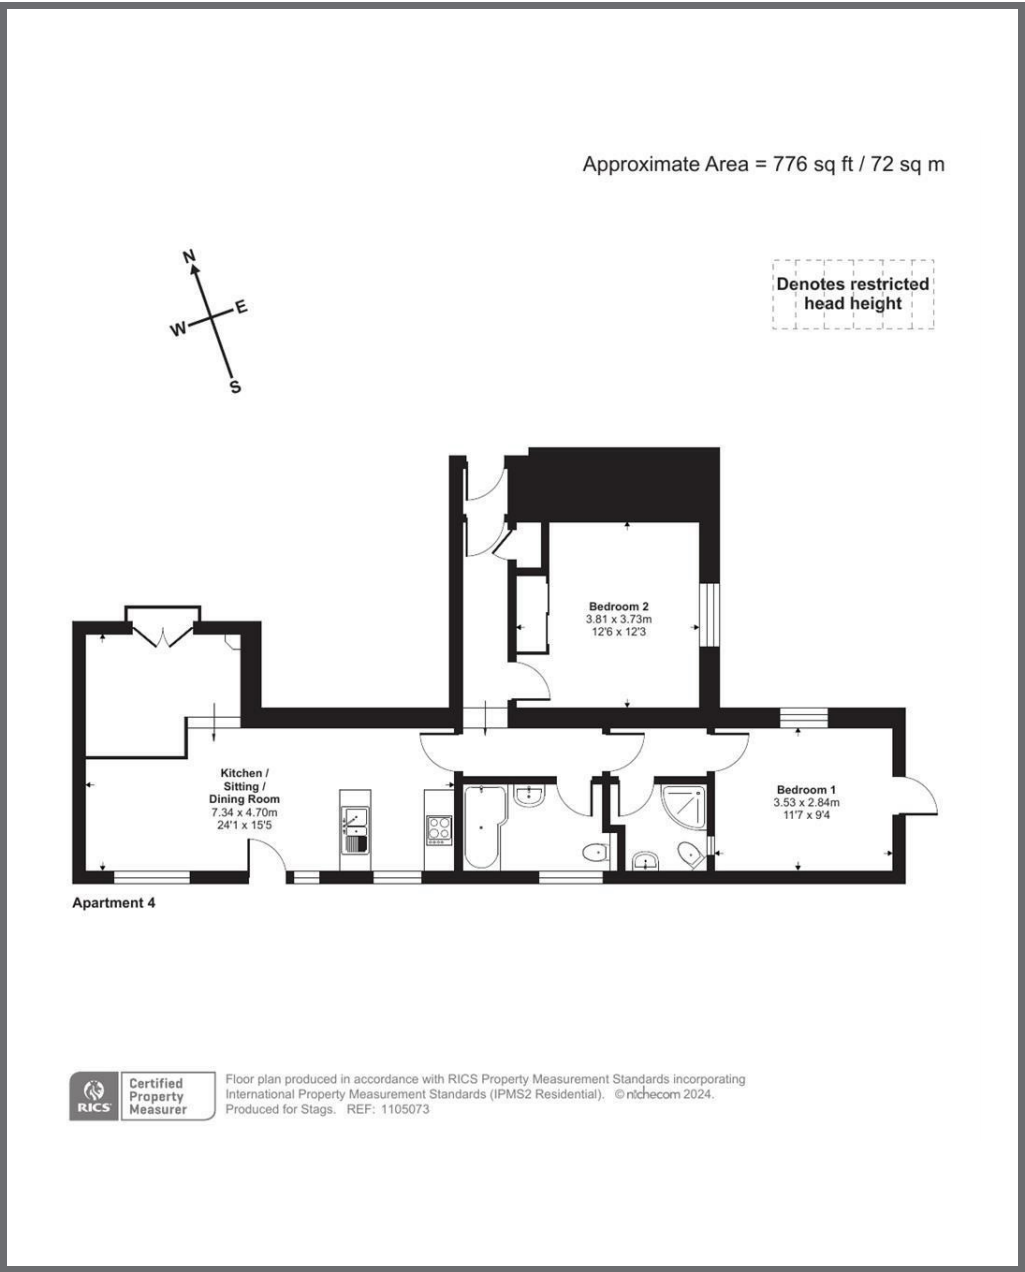 Approximate Area = 776 sq ft / 72 sq m
N
E
W
S
Denotes restricted
head height
Bedroom 2
3.81 x 3.73m
12'6 x 12'3
Kitchen /
Sitting /
Dining Room
7.34 x 4.70m
24'1 x 15'5
Bedroom 1
3.53 x 2.84m
11'7 x 9'4
Apartment 4
RICS
Certified
Property
Measurer
Floor plan produced in accordance with RICS Property Measurement Standards incorporating
International Property Measurement Standards (IPMS2 Residential). © nichecom 2024.
Produced for Stags. REF: 1105073